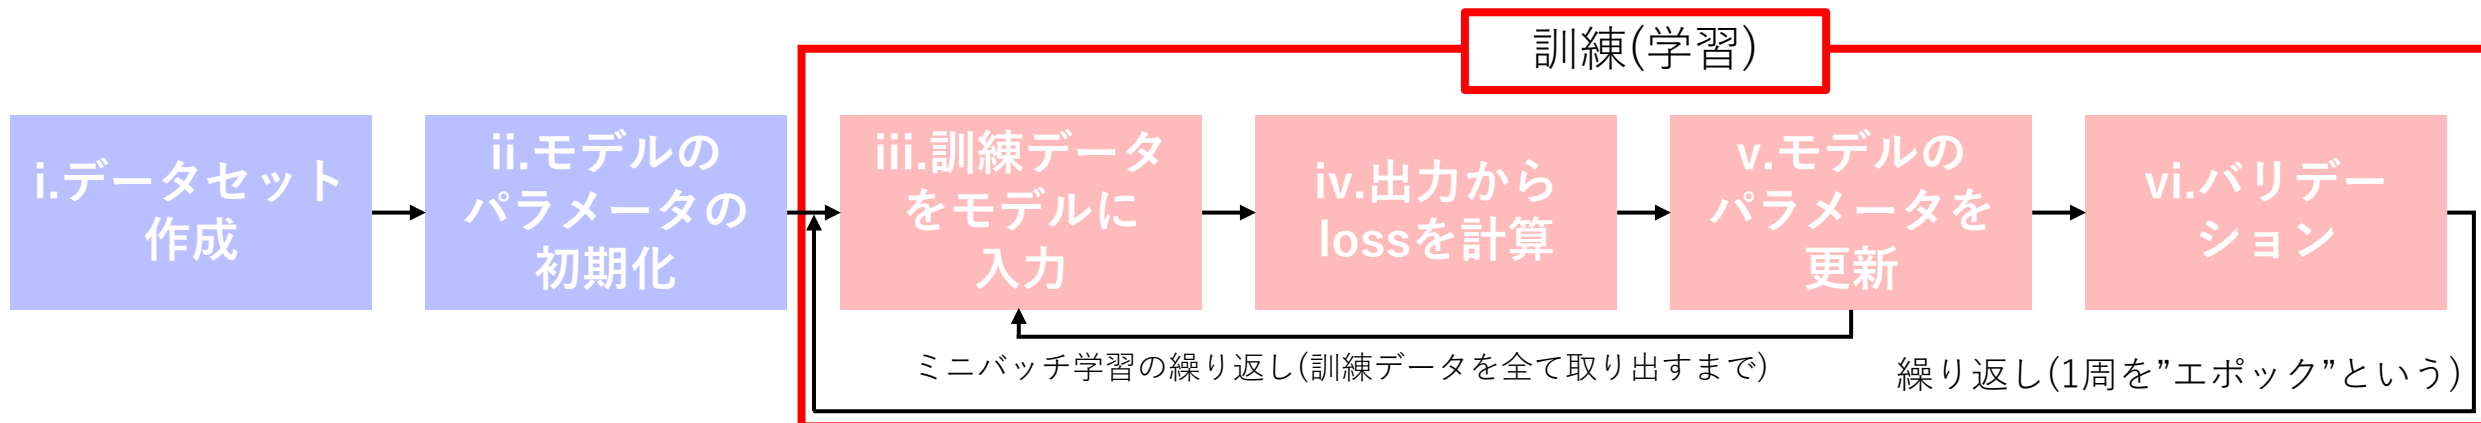 訓練(学習)
i.データセット
作成
ii.モデルの
パラメータの
初期化
iii.訓練データ
をモデルに
入力
iv.出力から
lossを計算
v.モデルの
パラメータを
更新
vi.バリデー
ション
ミニバッチ学習の繰り返し(訓練データを全て取り出すまで)
繰り返し(1周を”エポック”という)